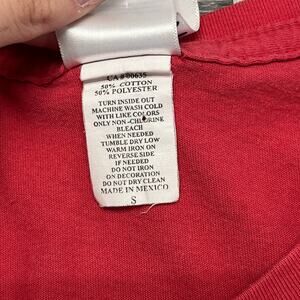 CA # 00635
50% COTTON
50% POLYESTER
TURN INSIDE OUT
MACHINE WASH COLD
WITH LIKE COLORS
ONLY NON-CHLORINE
BLEACH
WHEN NEEDED
TUMBLE DRY LOW
WARM IRON ON
REVERSE SIDE
IF NEEDED
DO NOT IRON
ON DECORATION
DO NOT DRY CLEAN
MADE IN MEXICO
S